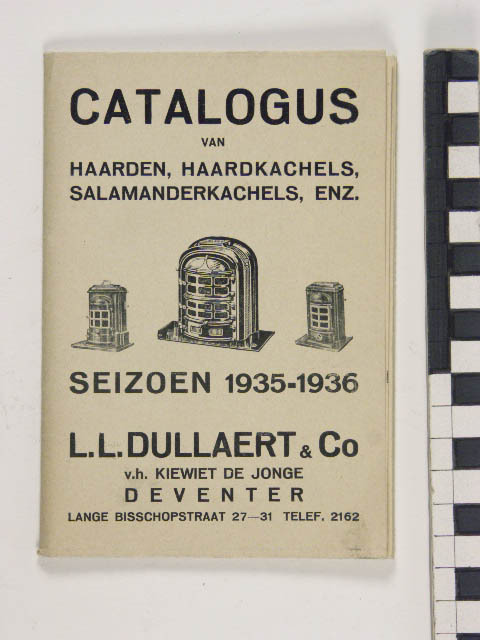 CATALOGUS
VAN
HAARDEN, HAARDKACHELS,
SALAMANDERKACHELS, ENZ.
SEIZOEN 1935-1936
L.L. DULLAERT & Co
v.h. KIEWIET DE JONGE
DEVENTER
LANGE BISSCHOPSTRAAT 27—31 TELEF. 2162